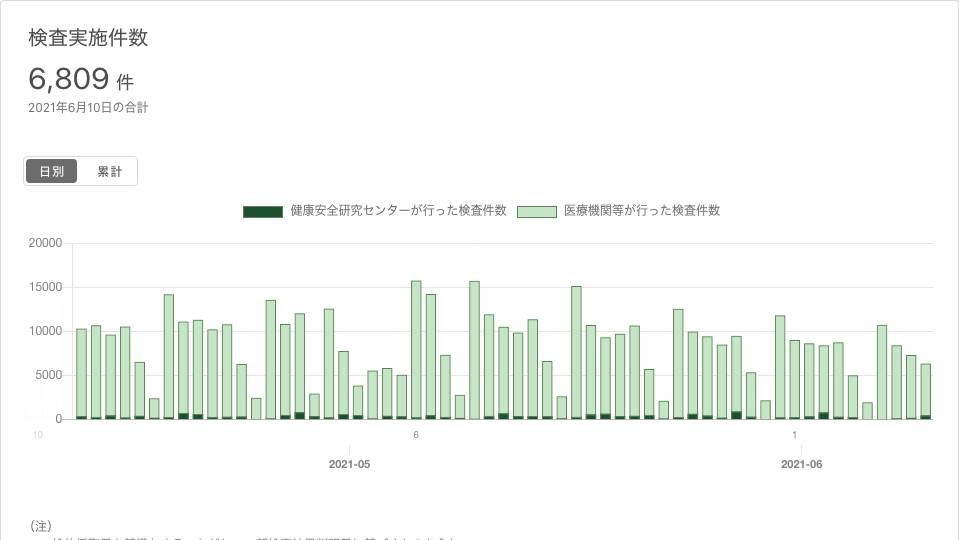 検査実施件数
6,809 件
2021年6月10日の合計
日別 累計
健康安全研究センターが行った検査件数 医療機関等が行った検査件数
20000
15000
10000
5000
0
10 6 1
2021-05 2021-06
（注）